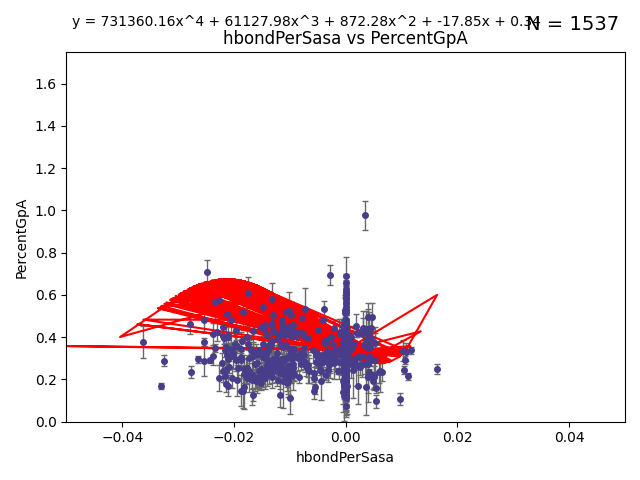 y = 731360.16x^4 + 61127.98x^3 + 872.28x^2 + -17.85x + 0.34
N = 1537
hbondPerSasa vs PercentGpA
1.6
1.4
1.2
1.0
0.8
0.6
0.4
0.2
0.0
PercentGpA
−0.04 −0.02 0.00 0.02 0.04
hbondPerSasa